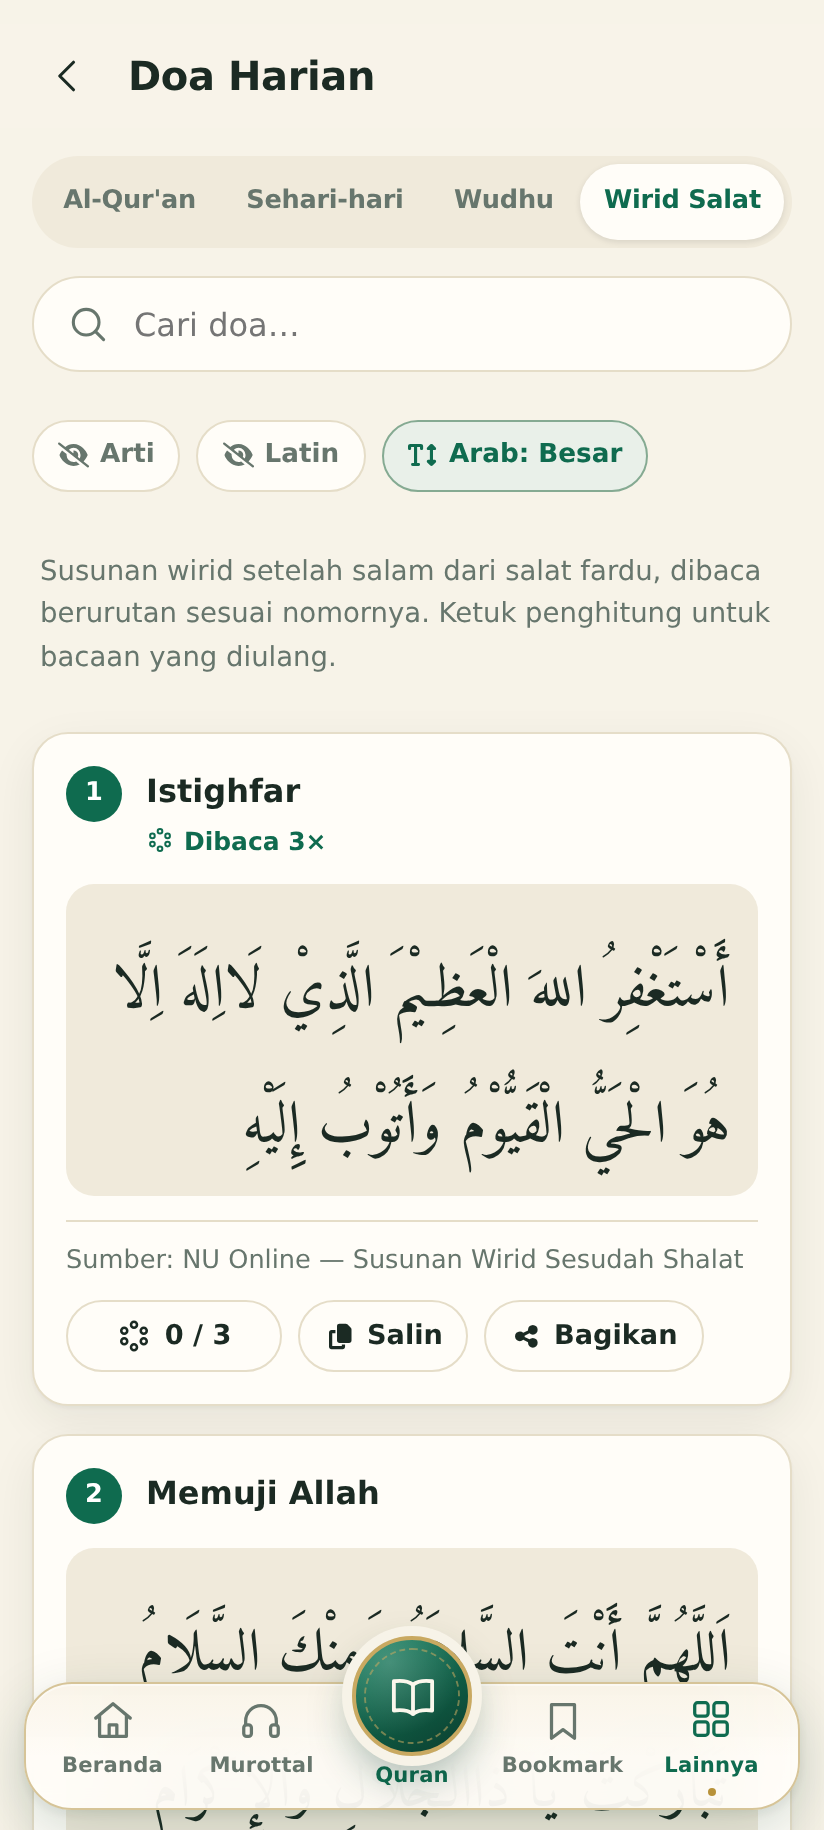 Doa Harian
Al-Qur'an Sehari-hari Wudhu Wirid Salat
Cari doa...
Arti Latin Arab: Besar
Susunan wirid setelah salam dari salat fardu, dibaca
berurutan sesuai nomornya. Ketuk penghitung untuk
bacaan yang diulang.
1 Istighfar
Dibaca 3×
أَسْتَغْفِرُ اللهَ الْعَظِيْمَ الَّذِيْ لَااِلَهَ اِلَّا
هُوَ الْحَيُّ الْقَيُّوْمُ وَأَتُوْبُ إِلَيْهِ
Sumber: NU Online — Susunan Wirid Sesudah Shalat
0 / 3 Salin Bagikan
2 Memuji Allah
اَللَّهُمَّ أَنْتَ السَّلَامُ وَمِنْكَ السَّلَامُ
Beranda Murottal Quran Bookmark Lainnya